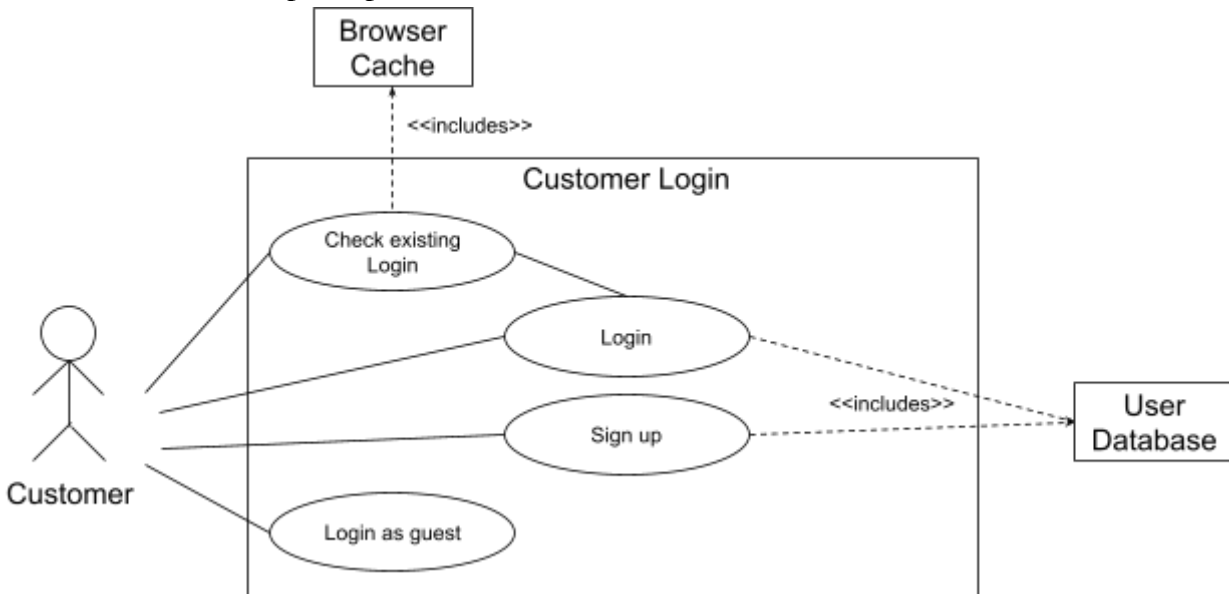 Browser
Cache
<<includes>>
Customer Login
Check existing
Login
Login
<<includes>>
User
Database
Sign up
Customer
Login as guest